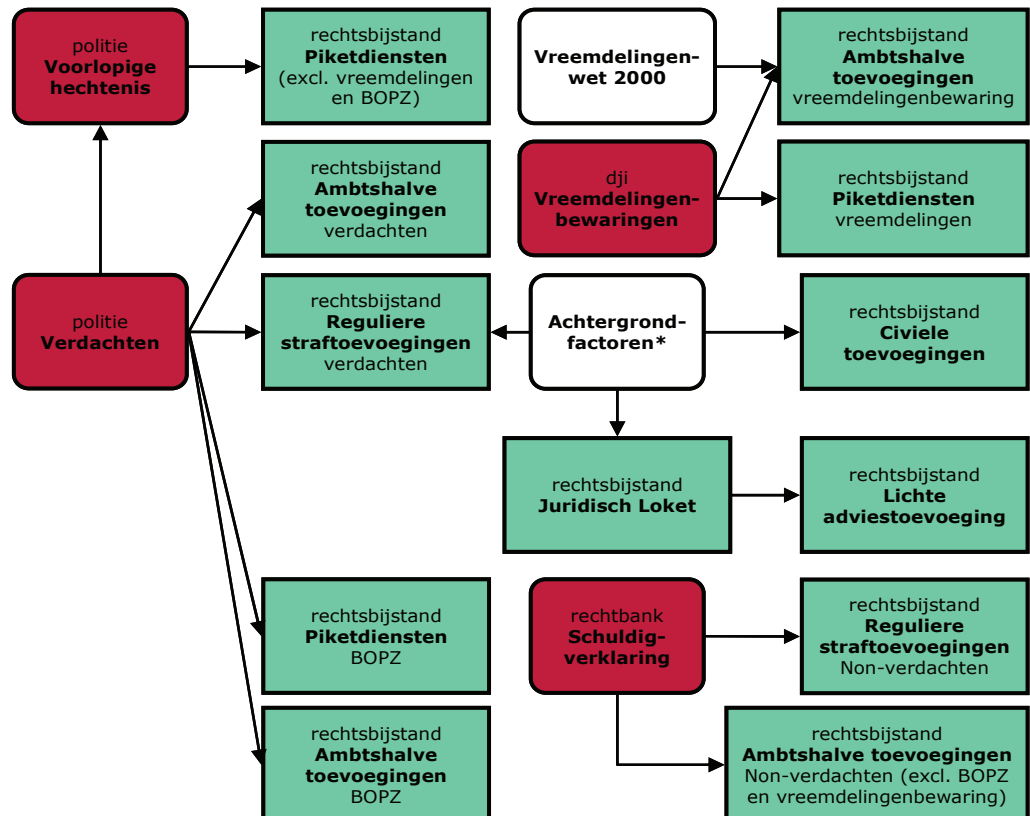 politie
Voorlopige
hechtenis
rechtsbijstand
Piketdiensten
(excl. vreemdelingen
en BOPZ)
Vreemdelingen-
wet 2000
rechtsbijstand
Ambtshalve
toevoegingen
vreemdelingenbewaring
rechtsbijstand
Ambtshalve
toevoegingen
verdachten
dji
Vreemdelingen-
bewaringen
rechtsbijstand
Piketdiensten
vreemdelingen
politie
Verdachten
rechtsbijstand
Reguliere
straftoevoegingen
verdachten
Achtergrond-
factoren*
rechtsbijstand
Civiele
toevoegingen
rechtsbijstand
Juridisch Loket
rechtsbijstand
Lichte
adviestoevoeging
rechtsbijstand
Piketdiensten
BOPZ
rechtbank
Schuldig-
verklaring
rechtsbijstand
Reguliere
straftoevoegingen
Non-verdachten
rechtsbijstand
Ambtshalve
toevoegingen
BOPZ
rechtsbijstand
Ambtshalve toevoegingen
Non-verdachten (excl. BOPZ
en vreemdelingenbewaring)